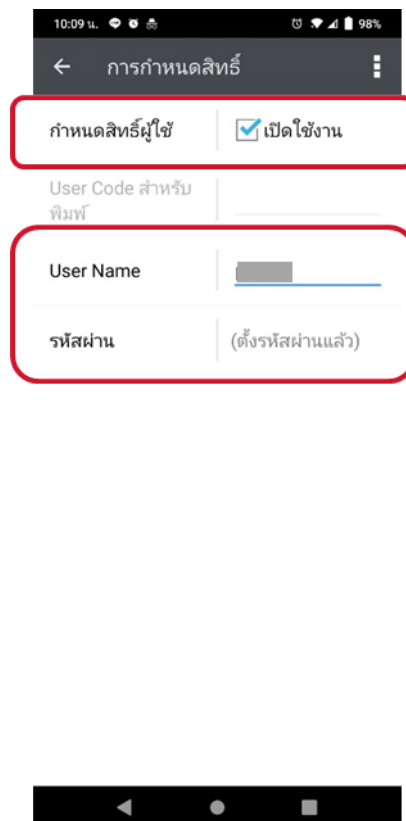 10:09 น. 98%
การกำหนดสิทธิ์
กำหนดสิทธิ์ผู้ใช้ เปิดใช้งาน
User Code สำหรับ
พิมพ์
User Name
รหัสผ่าน (ตั้งรหัสผ่านแล้ว)